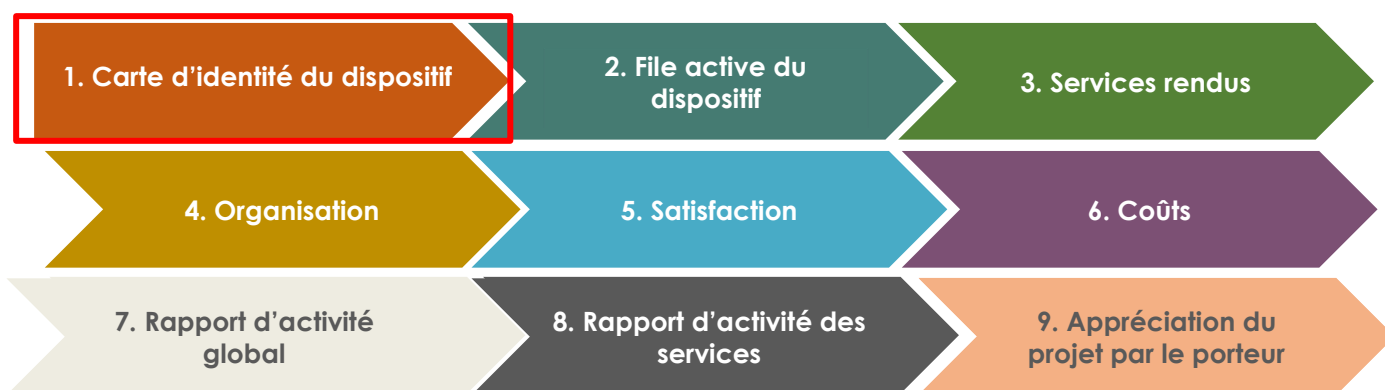 1. Carte d’identité du dispositif
2. File active du
dispositif
3. Services rendus
4. Organisation
5. Satisfaction
6. Coûts
7. Rapport d’activité
global
8. Rapport d’activité des
services
9. Appréciation du
projet par le porteur